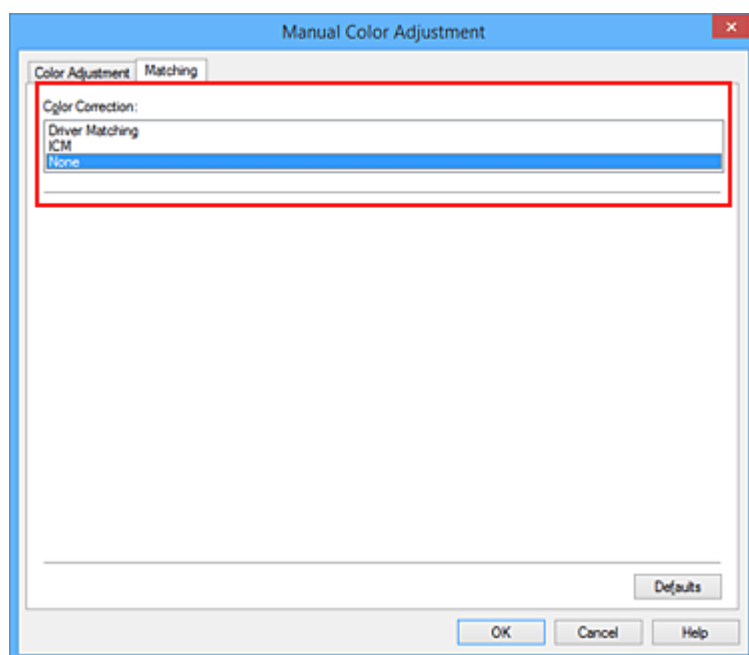 Manual Color Adjustment
Color Adjustment Matching
Color Correction:
Driver Matching
ICM
None
Defaults
OK Cancel Help